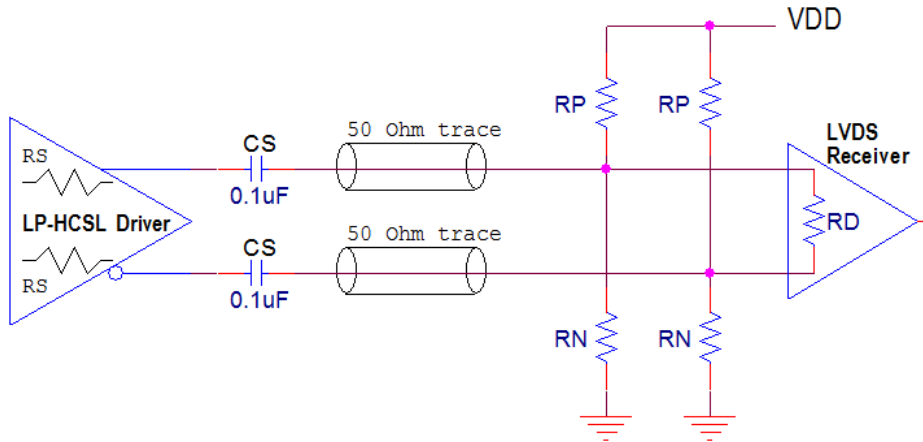 VDD
RP
RP
50 Ohm trace
LVDS
Receiver
CS
RS
0.1uF
LP-HCSL Driver
50 Ohm trace
RD
CS
RS
0.1uF
RN
RN